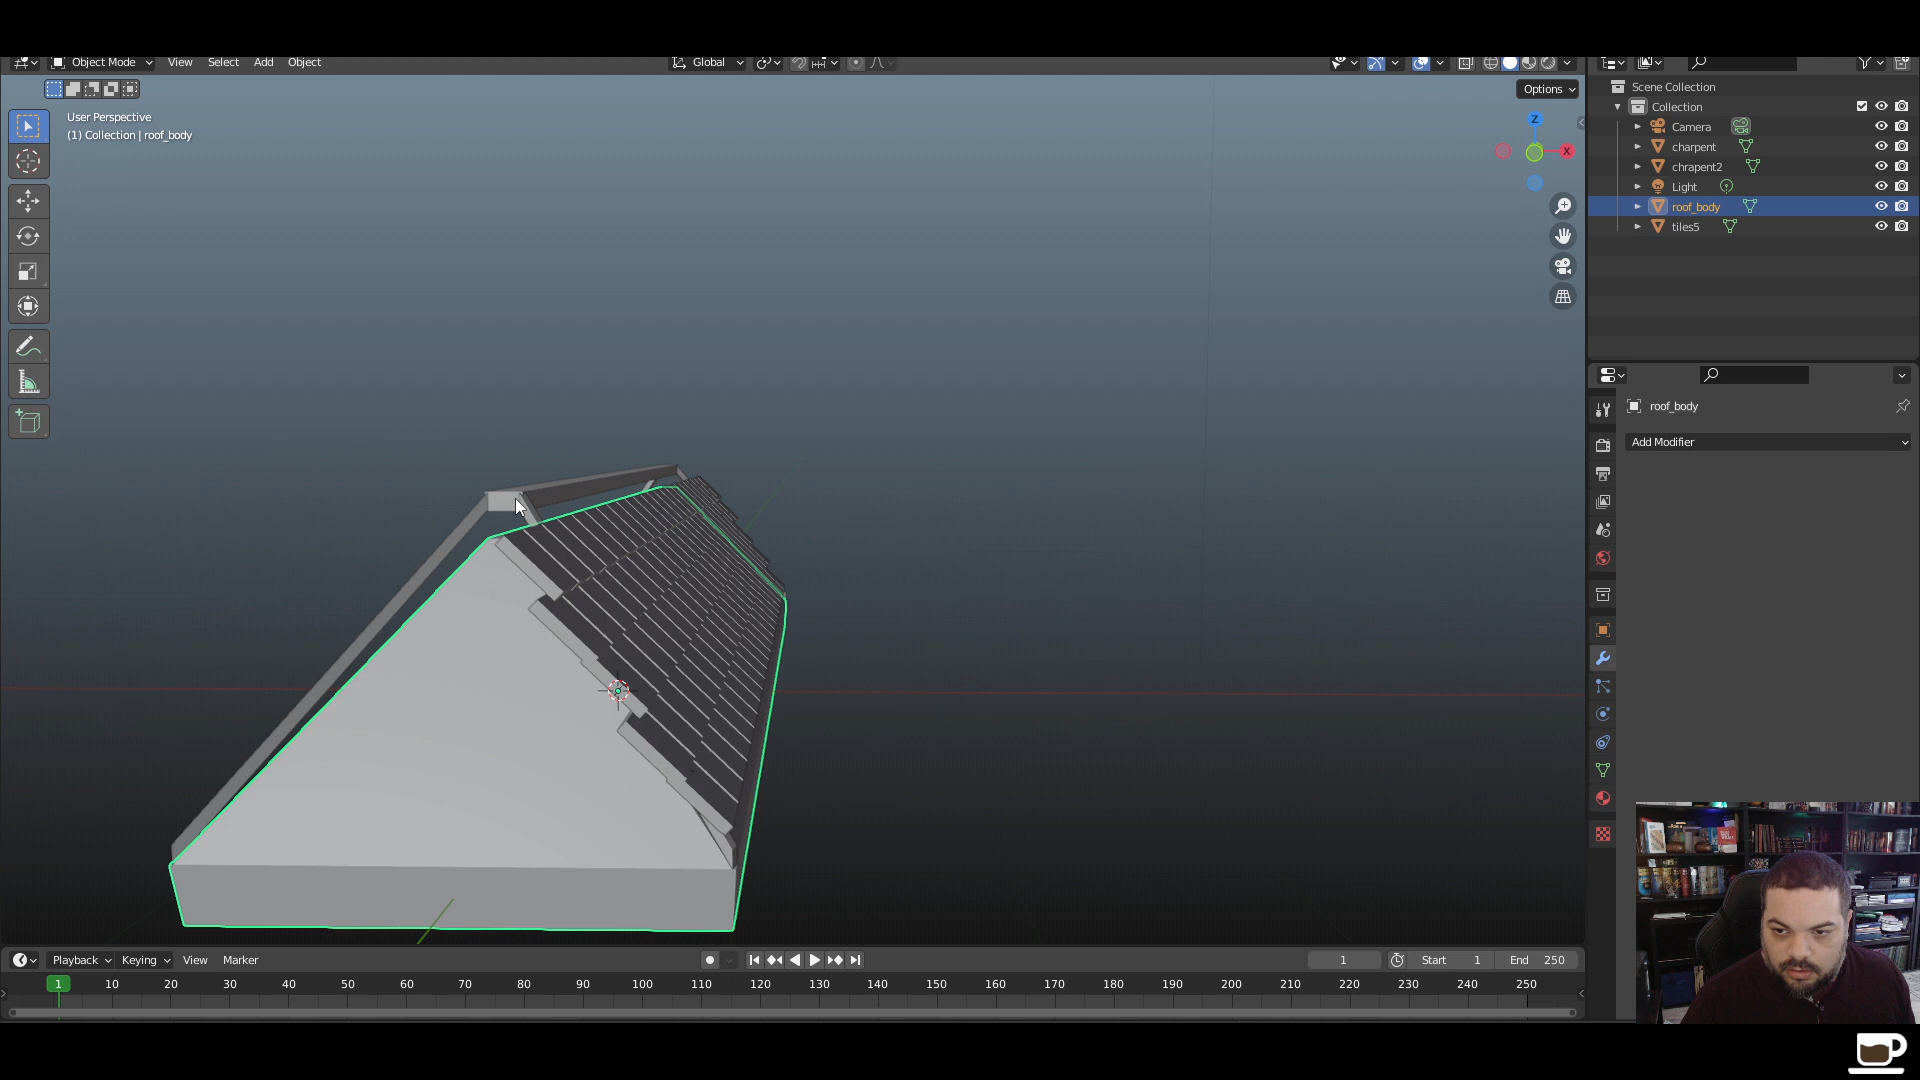 Object Mode View Select Add Object Global
Options
User Perspective
(1) Collection | roof_body
Z
X
Scene Collection
Collection
Camera
charpent
chrapent2
Light
roof_body
tiles5
roof_body
Add Modifier
Playback Keying View Marker 1 Start 1 End 250
1 10 20 30 40 50 60 70 80 90 100 110 120 130 140 150 160 170 180 190 200 210 220 230 240 250